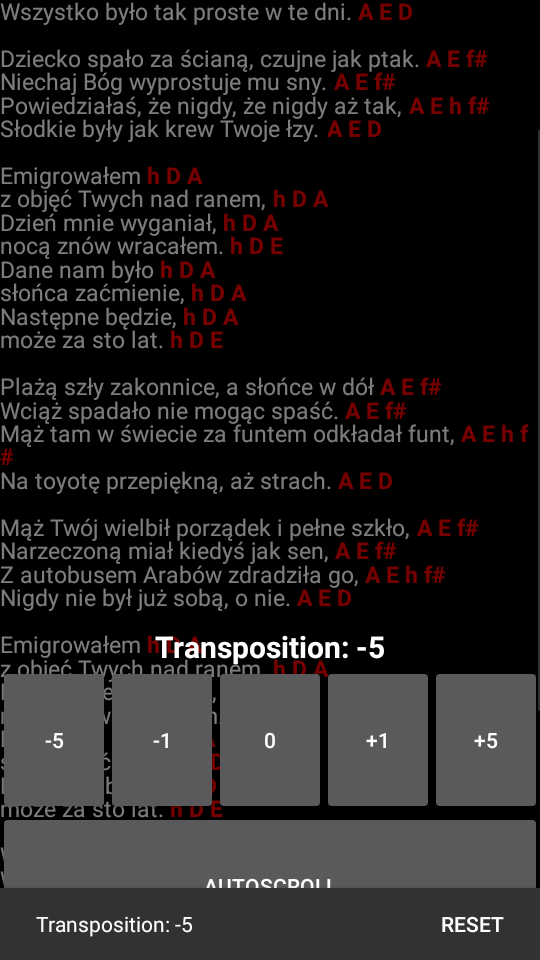 Wszystko było tak proste w te dni. A E D
Dziecko spało za ścianą, czujne jak ptak. A E f#
Niechaj Bóg wyprostuje mu sny. A E f#
Powiedziałaś, że nigdy, że nigdy aż tak, A E h f#
Słodkie były jak krew Twoje łzy. A E D
Emigrowałem h D A
z objęć Twych nad ranem, h D A
Dzień mnie wyganiał, h D A
nocą znów wracałem. h D E
Dane nam było h D A
słońca zaćmienie, h D A
Następne będzie, h D A
może za sto lat. h D E
Plażą szły zakonnice, a słońce w dół A E f#
Wciąż spadało nie mogąc spaść. A E f#
Mąż tam w świecie za funtem odkładał funt, A E h f
#
Na toyotę przepiękną, aż strach. A E D
Mąż Twój wielbił porządek i pełne szkło, A E f#
Narzeczoną miał kiedyś jak sen, A E f#
Z autobusem Arabów zdradziła go, A E h f#
Nigdy nie był już sobą, o nie. A E D
Emigrowałem h D A
Transposition: -5
z objęć Twych nad ranem, h D A
-5 -1 0 +1 +5
może za sto lat. h D E
AUTOSCROLL
Transposition: -5 RESET